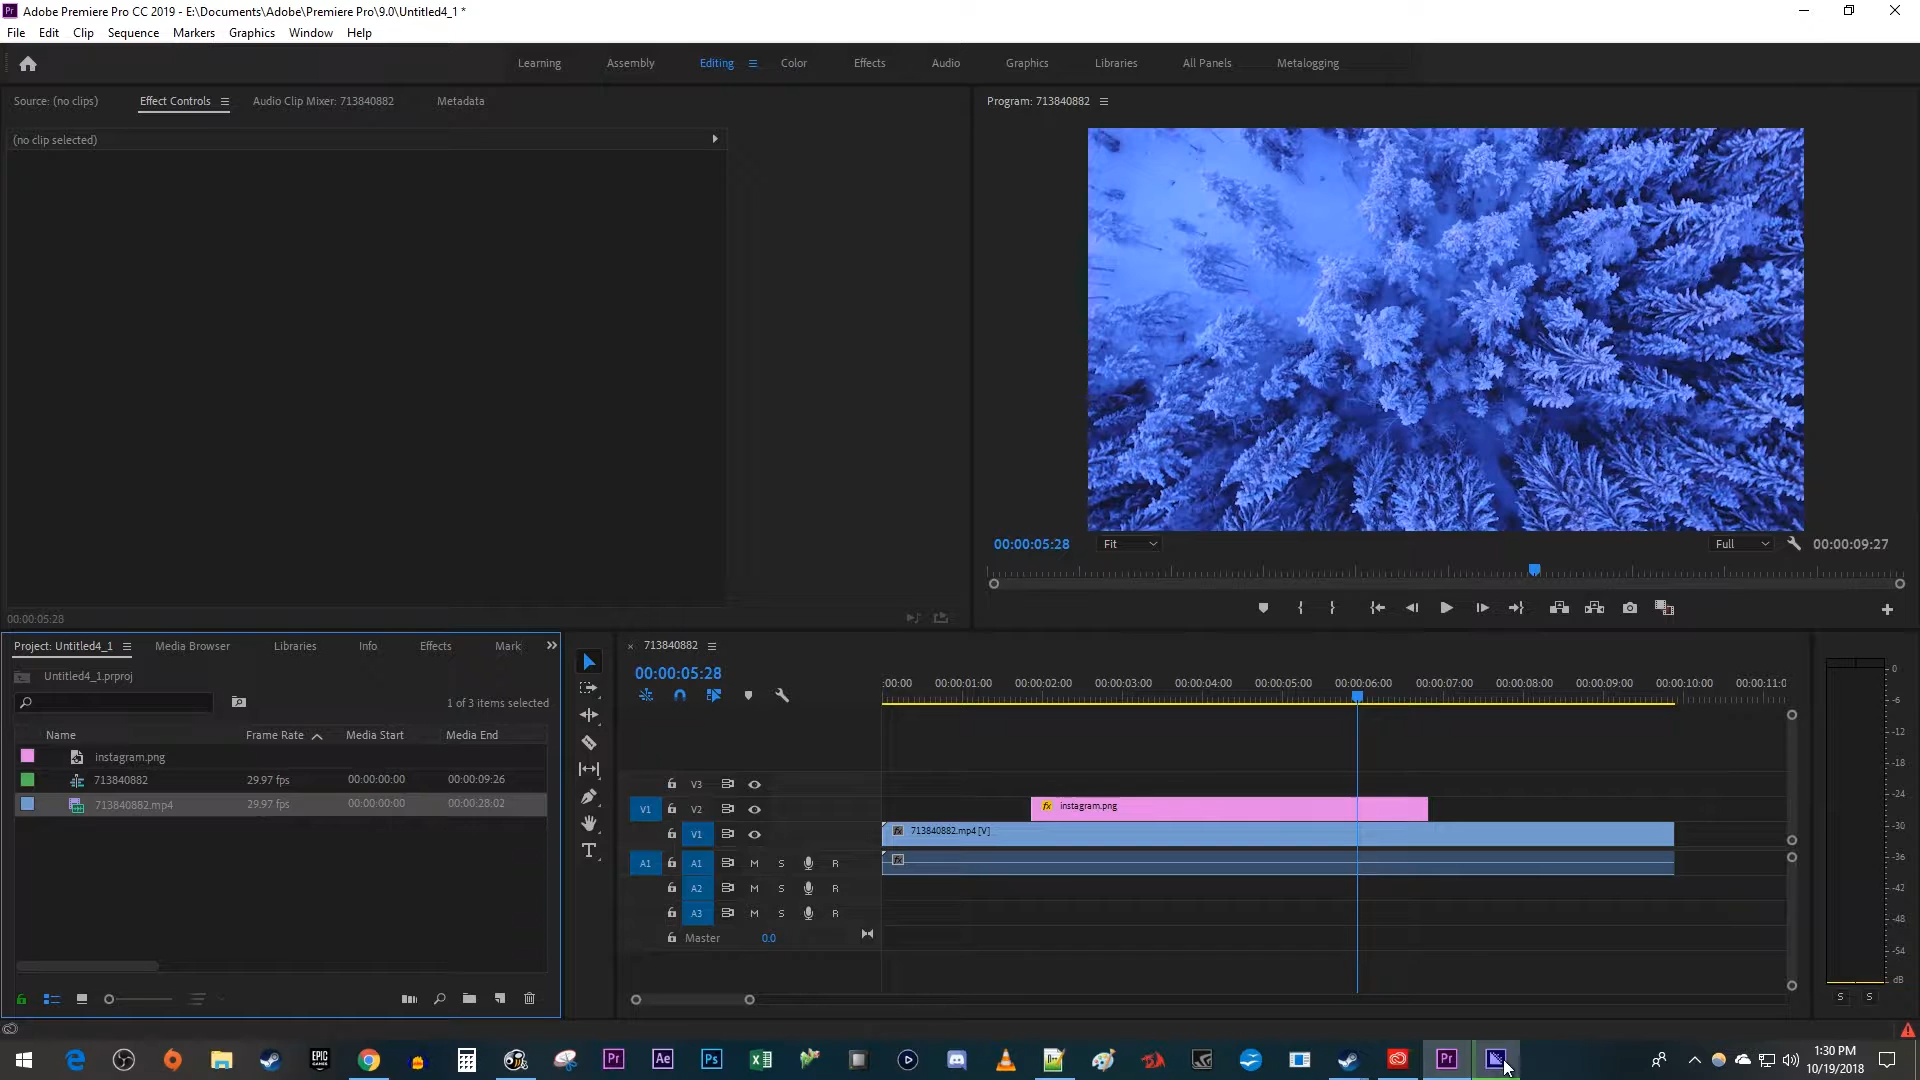 Adobe Premiere Pro CC 2019 - E:\Documents\Adobe\Premiere Pro\9.0\Untitled4_1 *
File Edit Clip Sequence Markers Graphics Window Help
Learning Assembly Editing Color Effects Audio Graphics Libraries All Panels Metalogging
Source: (no clips) Effect Controls Audio Clip Mixer: 713840882 Metadata
Program: 713840882
(no clip selected)
00:00:05:28 Fit Full 00:00:09:27
00:00:05:28
Project: Untitled4_1 Media Browser Libraries Info Effects Mark
Untitled4_1.prproj
1 of 3 items selected
Name Frame Rate Media Start Media End
instagram.png
713840882 29.97 fps 00:00:00:00 00:00:09:26
713840882.mp4 29.97 fps 00:00:00:00 00:00:28:02
× 713840882
00:00:05:28
:00:00 00:00:01:00 00:00:02:00 00:00:03:00 00:00:04:00 00:00:05:00 00:00:06:00 00:00:07:00 00:00:08:00 00:00:09:00 00:00:10:00 00:00:11:0
V3
V1 V2 fx instagram.png
V1 fx 713840882.mp4 [V]
A1 A1 M S R fx
A2 M S R
A3 M S R
Master 0.0
0
-6
-12
-18
-24
-30
-36
-42
-48
-54
dB
S S
EPIC GAMES
Pr Ae Ps Pr
1:30 PM
10/19/2018